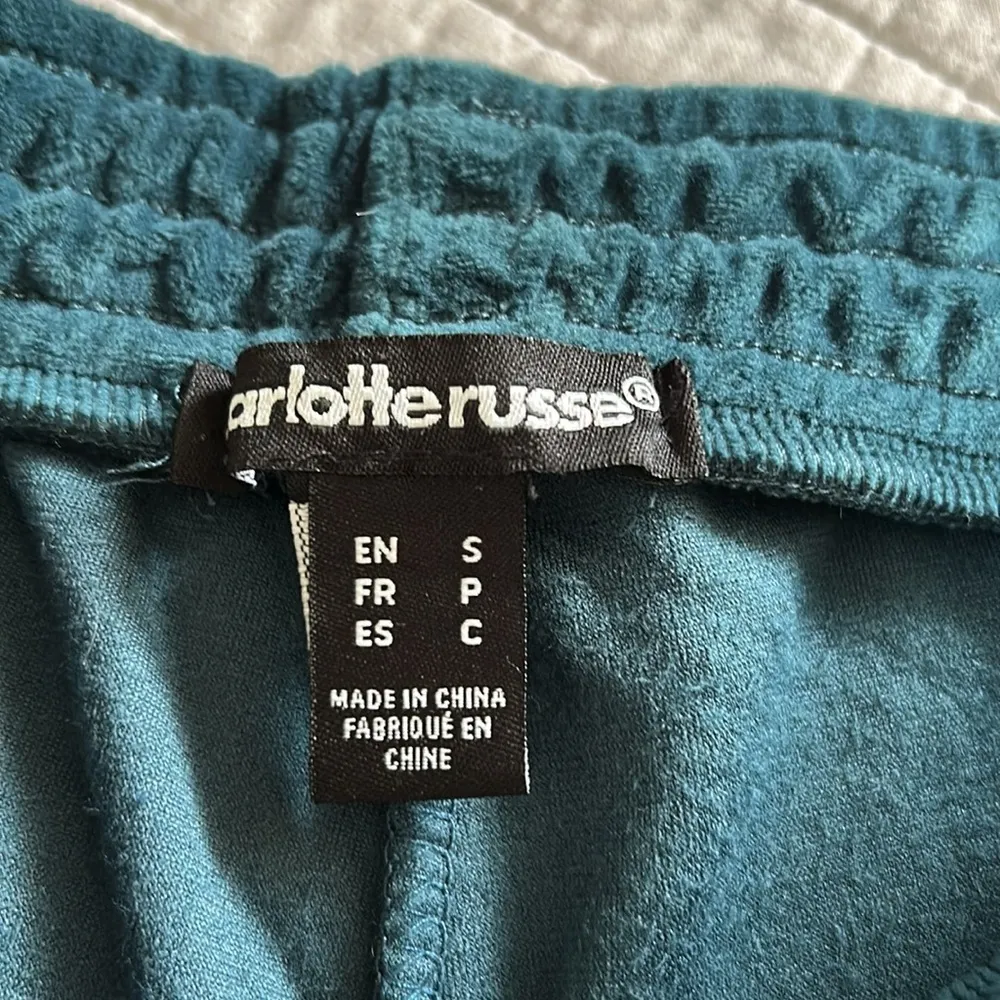 arlotte russe®
EN S
FR P
ES C
MADE IN CHINA
FABRIQUÉ EN
CHINE